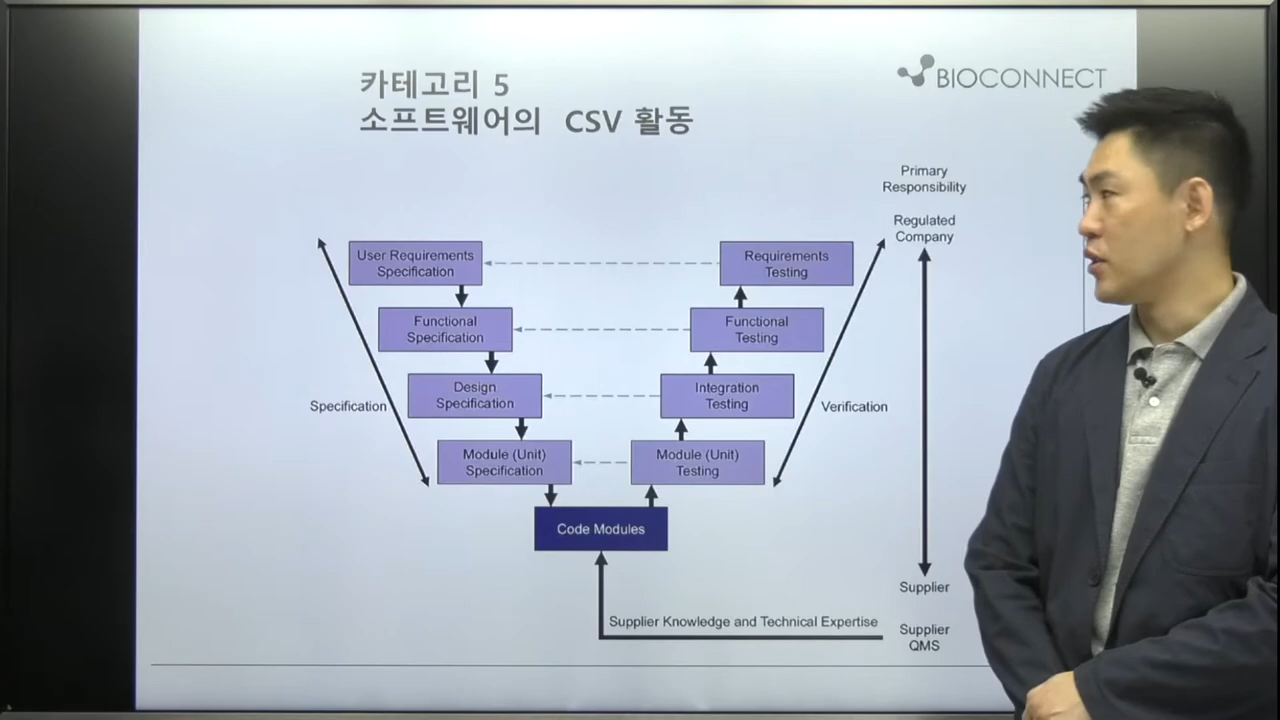 카테고리 5
소프트웨어의 CSV 활동
BIOCONNECT
Primary
Responsibility
Regulated
Company
User Requirements
Specification
Requirements
Testing
Functional
Specification
Functional
Testing
Design
Specification
Integration
Testing
Specification
Verification
Module (Unit)
Specification
Module (Unit)
Testing
Code Modules
Supplier
Supplier Knowledge and Technical Expertise
Supplier
QMS